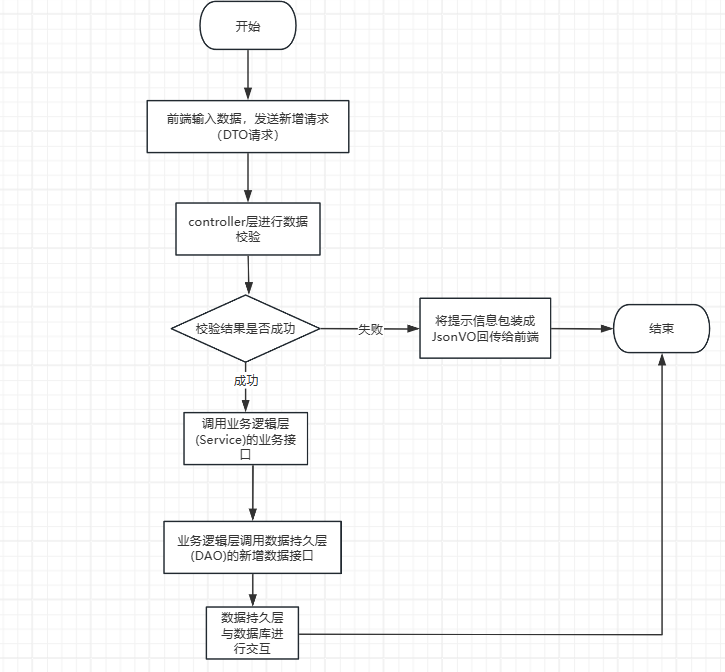 开始
前端输入数据，发送新增请求
（DTO请求）
controller层进行数据
校验
校验结果是否成功
失败
将提示信息包装成
JsonVO回传给前端
结束
成功
调用业务逻辑层
(Service)的业务接
口
业务逻辑层调用数据持久层
(DAO)的新增数据接口
数据持久层
与数据库进
行交互